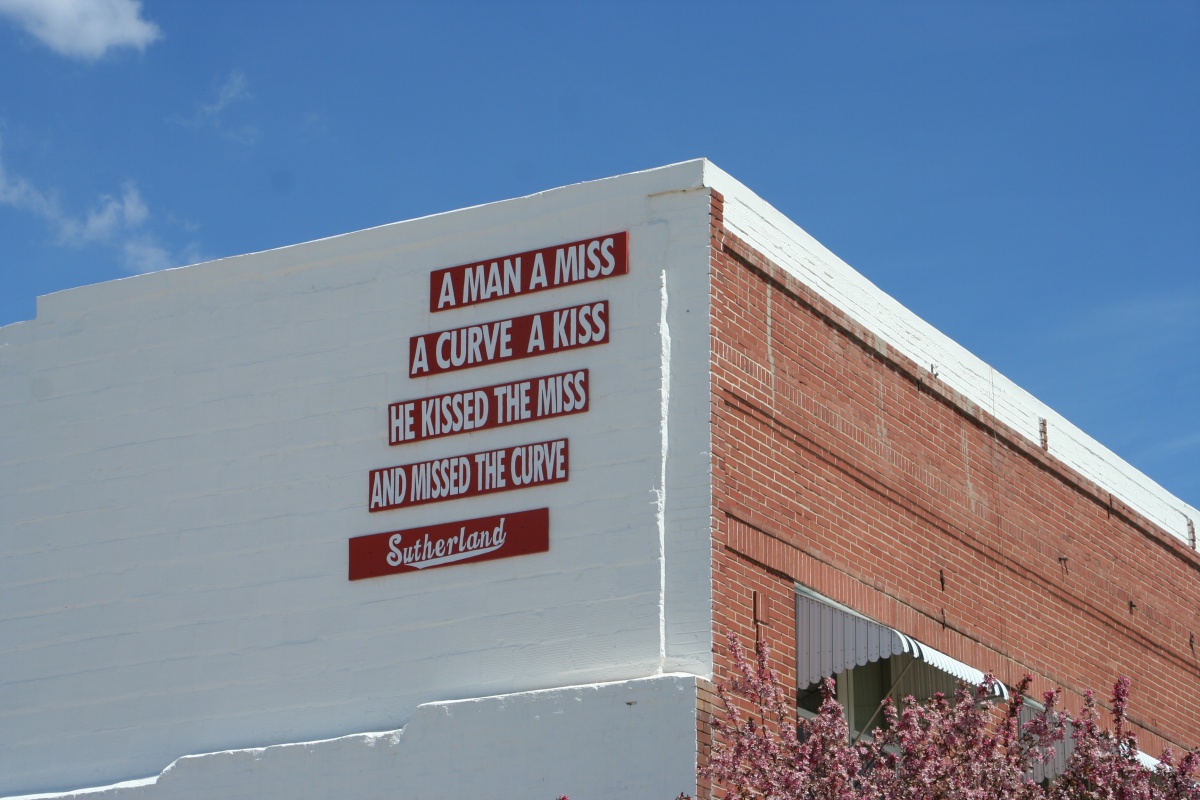 A MAN A MISS
A CURVE A KISS
HE KISSED THE MISS
AND MISSED THE CURVE
Sutherland